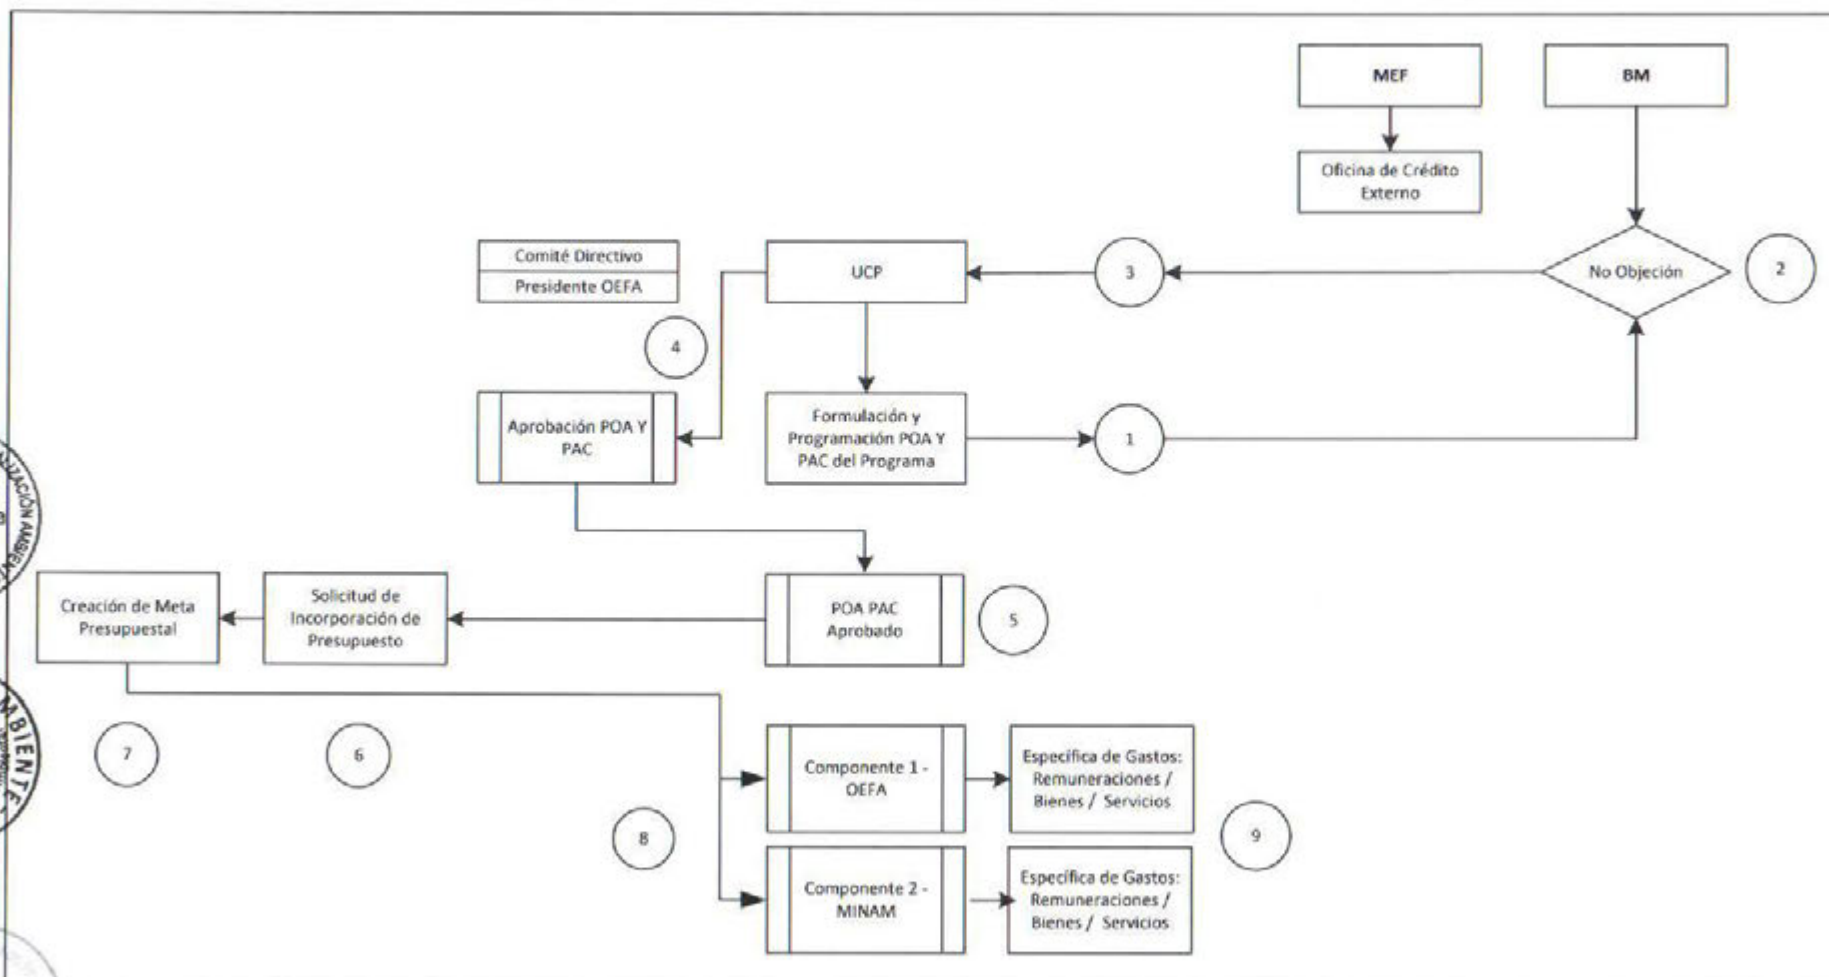 MEF
BM
Oficina de Crédito
Externo
Comité Directivo
Presidente OEFA
UCP
3
No Objeción
2
4
Aprobación POA Y
PAC
Formulación y
Programación POA Y
PAC del Programa
1
Creación de Meta
Presupuestal
Solicitud de
Incorporación de
Presupuesto
POA PAC
Aprobado
5
7
6
Componente 1 -
OEFA
Específica de Gastos:
Remuneraciones /
Bienes / Servicios
8
9
Componente 2 -
MINAM
Específica de Gastos:
Remuneraciones /
Bienes / Servicios
MBIENTE